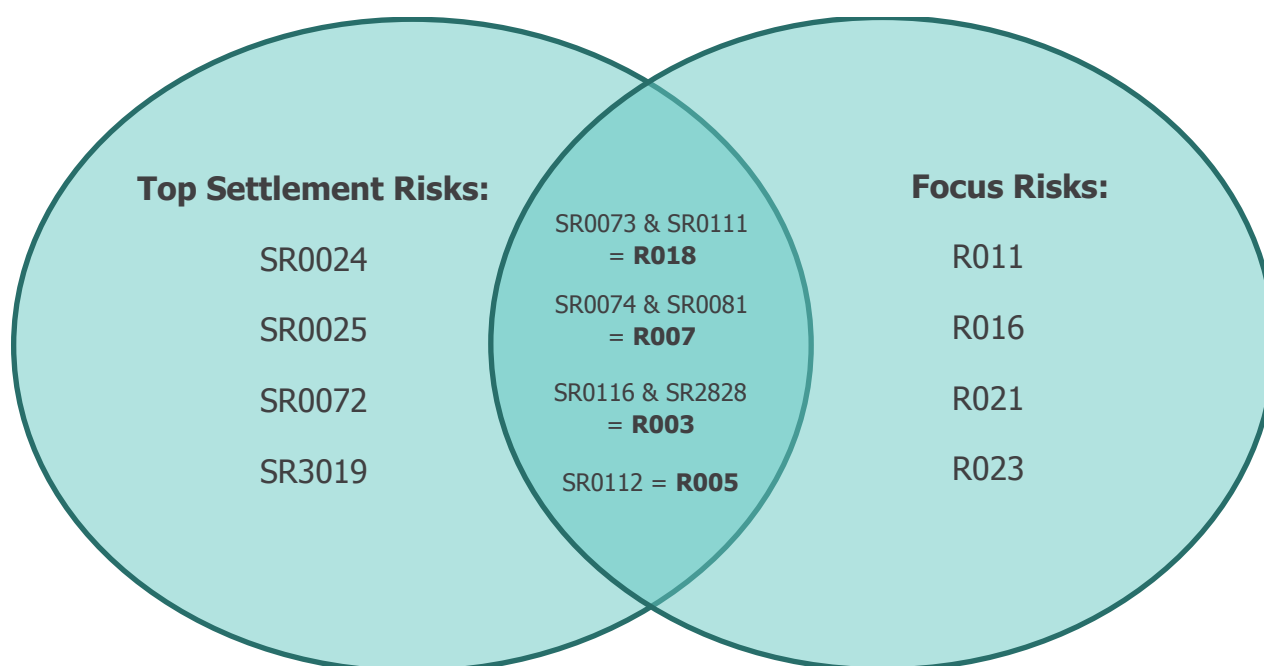 Top Settlement Risks:
SR0024
SR0025
SR0072
SR3019
SR0073 & SR0111
= R018
SR0074 & SR0081
= R007
SR0116 & SR2828
= R003
SR0112 = R005
Focus Risks:
R011
R016
R021
R023